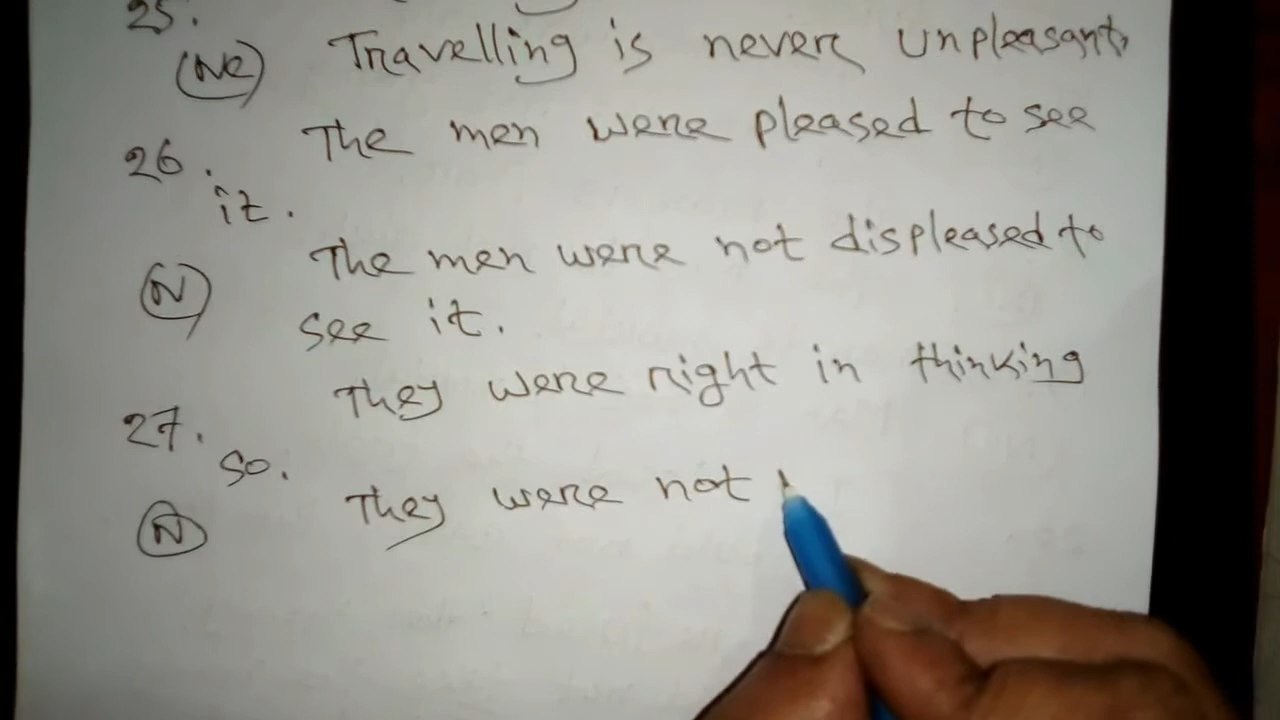 25.
(Ne) Travelling is never unpleasant.
26. The men were pleased to see
it.
(N) The men were not displeased to
see it.
27. They were right in thinking
so.
(N) They were not